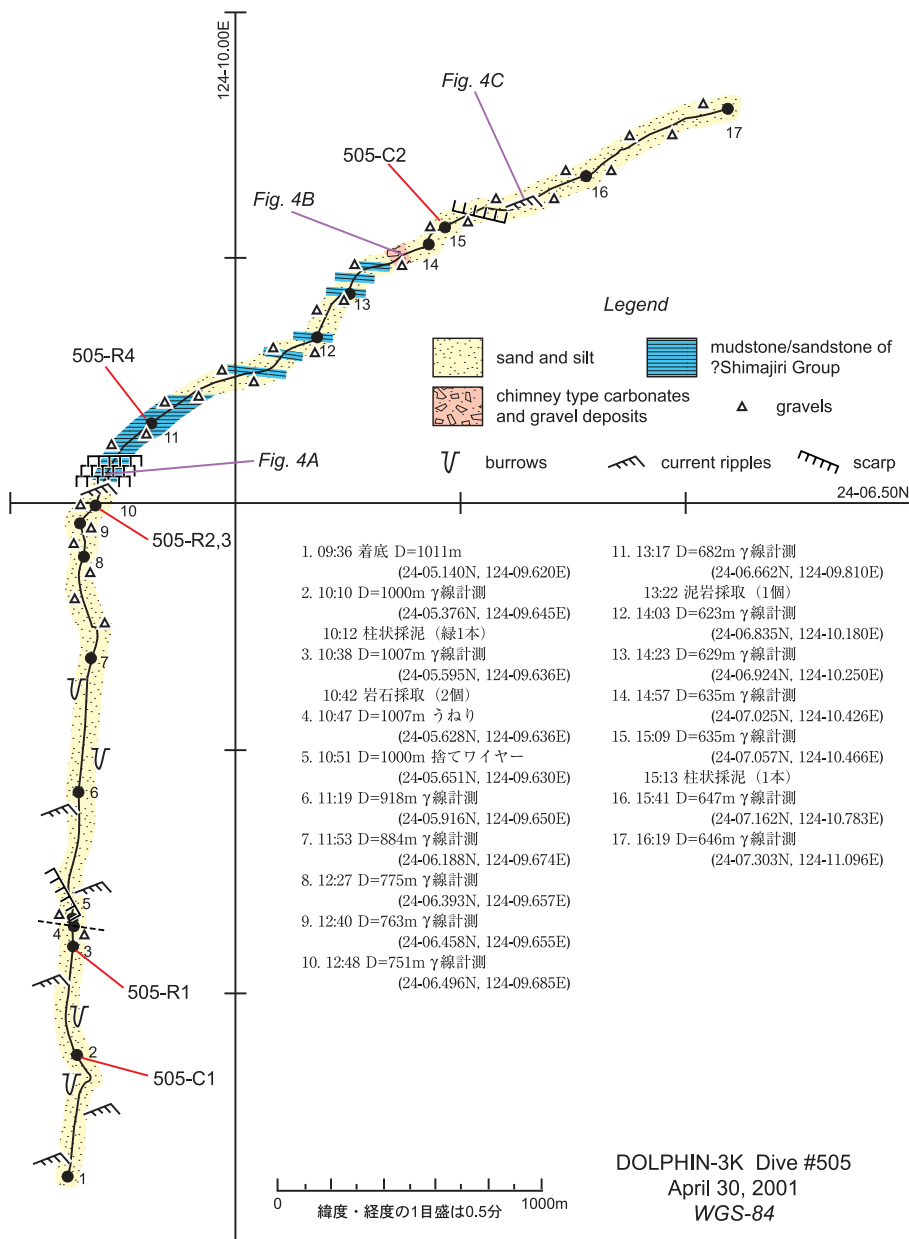 124-10.00E
Fig. 4C
17
505-C2
16
Fig. 4B
15
14
13
Legend
12
505-R4
sand and silt
mudstone/sandstone of
?Shimajiri Group
chimney type carbonates
and gravel deposits
gravels
11
Fig. 4A
burrows
current ripples
scarp
24-06.50N
10
9
505-R2,3
8
7
6
5
4
3
505-R1
2
505-C1
1
1. 09:36 着底 D=1011m
(24-05.140N, 124-09.620E)
2. 10:10 D=1000m γ線計測
(24-05.376N, 124-09.645E)
10:12 柱状採泥（緑1本）
3. 10:38 D=1007m γ線計測
(24-05.595N, 124-09.636E)
10:42 岩石採取（2個）
4. 10:47 D=1007m うねり
(24-05.628N, 124-09.636E)
5. 10:51 D=1000m 捨てワイヤー
(24-05.651N, 124-09.630E)
6. 11:19 D=918m γ線計測
(24-05.916N, 124-09.650E)
7. 11:53 D=884m γ線計測
(24-06.188N, 124-09.674E)
8. 12:27 D=775m γ線計測
(24-06.393N, 124-09.657E)
9. 12:40 D=763m γ線計測
(24-06.458N, 124-09.655E)
10. 12:48 D=751m γ線計測
(24-06.496N, 124-09.685E)
11. 13:17 D=682m γ線計測
(24-06.662N, 124-09.810E)
13:22 泥岩採取（1個）
12. 14:03 D=623m γ線計測
(24-06.835N, 124-10.180E)
13. 14:23 D=629m γ線計測
(24-06.924N, 124-10.250E)
14. 14:57 D=635m γ線計測
(24-07.025N, 124-10.426E)
15. 15:09 D=635m γ線計測
(24-07.057N, 124-10.466E)
15:13 柱状採泥（1本）
16. 15:41 D=647m γ線計測
(24-07.162N, 124-10.783E)
17. 16:19 D=646m γ線計測
(24-07.303N, 124-11.096E)
0
1000m
緯度・経度の1目盛は0.5分
DOLPHIN-3K Dive #505
April 30, 2001
WGS-84